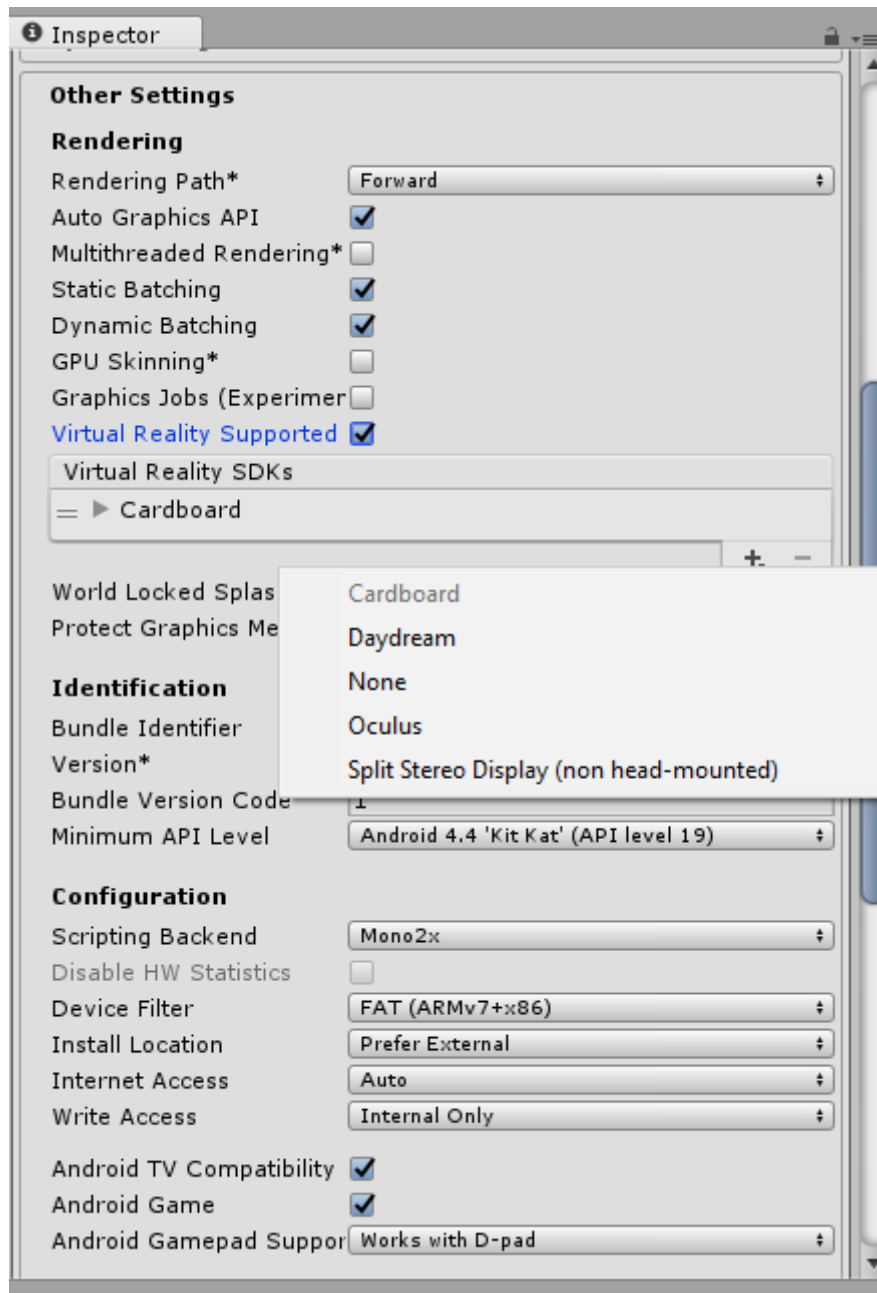 Inspector
Other Settings
Rendering
Rendering Path* Forward
Auto Graphics API
Multithreaded Rendering*
Static Batching
Dynamic Batching
GPU Skinning*
Graphics Jobs (Experimer
Virtual Reality Supported
Virtual Reality SDKs
Cardboard
World Locked Splas
Cardboard
Protect Graphics Me
Daydream
None
Identification
Oculus
Bundle Identifier
Split Stereo Display (non head-mounted)
Version*
Bundle Version Code 1
Minimum API Level Android 4.4 'Kit Kat' (API level 19)
Configuration
Scripting Backend Mono2x
Disable HW Statistics
Device Filter FAT (ARMv7+x86)
Install Location Prefer External
Internet Access Auto
Write Access Internal Only
Android TV Compatibility
Android Game
Android Gamepad Suppor Works with D-pad